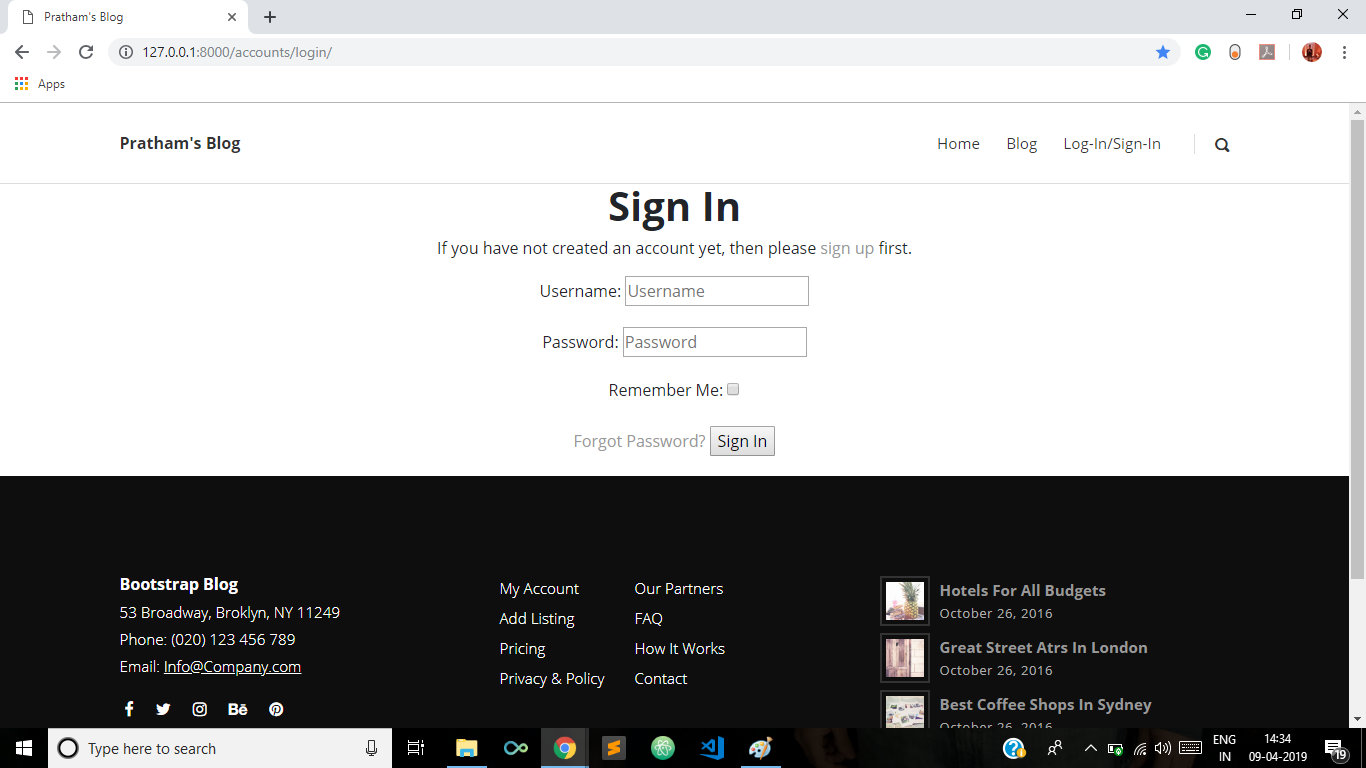 Pratham's Blog
127.0.0.1:8000/accounts/login/
Apps
Pratham's Blog
Home Blog Log-In/Sign-In
Sign In
If you have not created an account yet, then please sign up first.
Username: Username
Password: Password
Remember Me:
Forgot Password? Sign In
Bootstrap Blog
53 Broadway, Broklyn, NY 11249
Phone: (020) 123 456 789
Email: Info@Company.com
My Account
Add Listing
Pricing
Privacy & Policy
Our Partners
FAQ
How It Works
Contact
Hotels For All Budgets
October 26, 2016
Great Street Atrs In London
October 26, 2016
Best Coffee Shops In Sydney
October 26, 2016
Type here to search
ENG
IN
14:34
09-04-2019
19